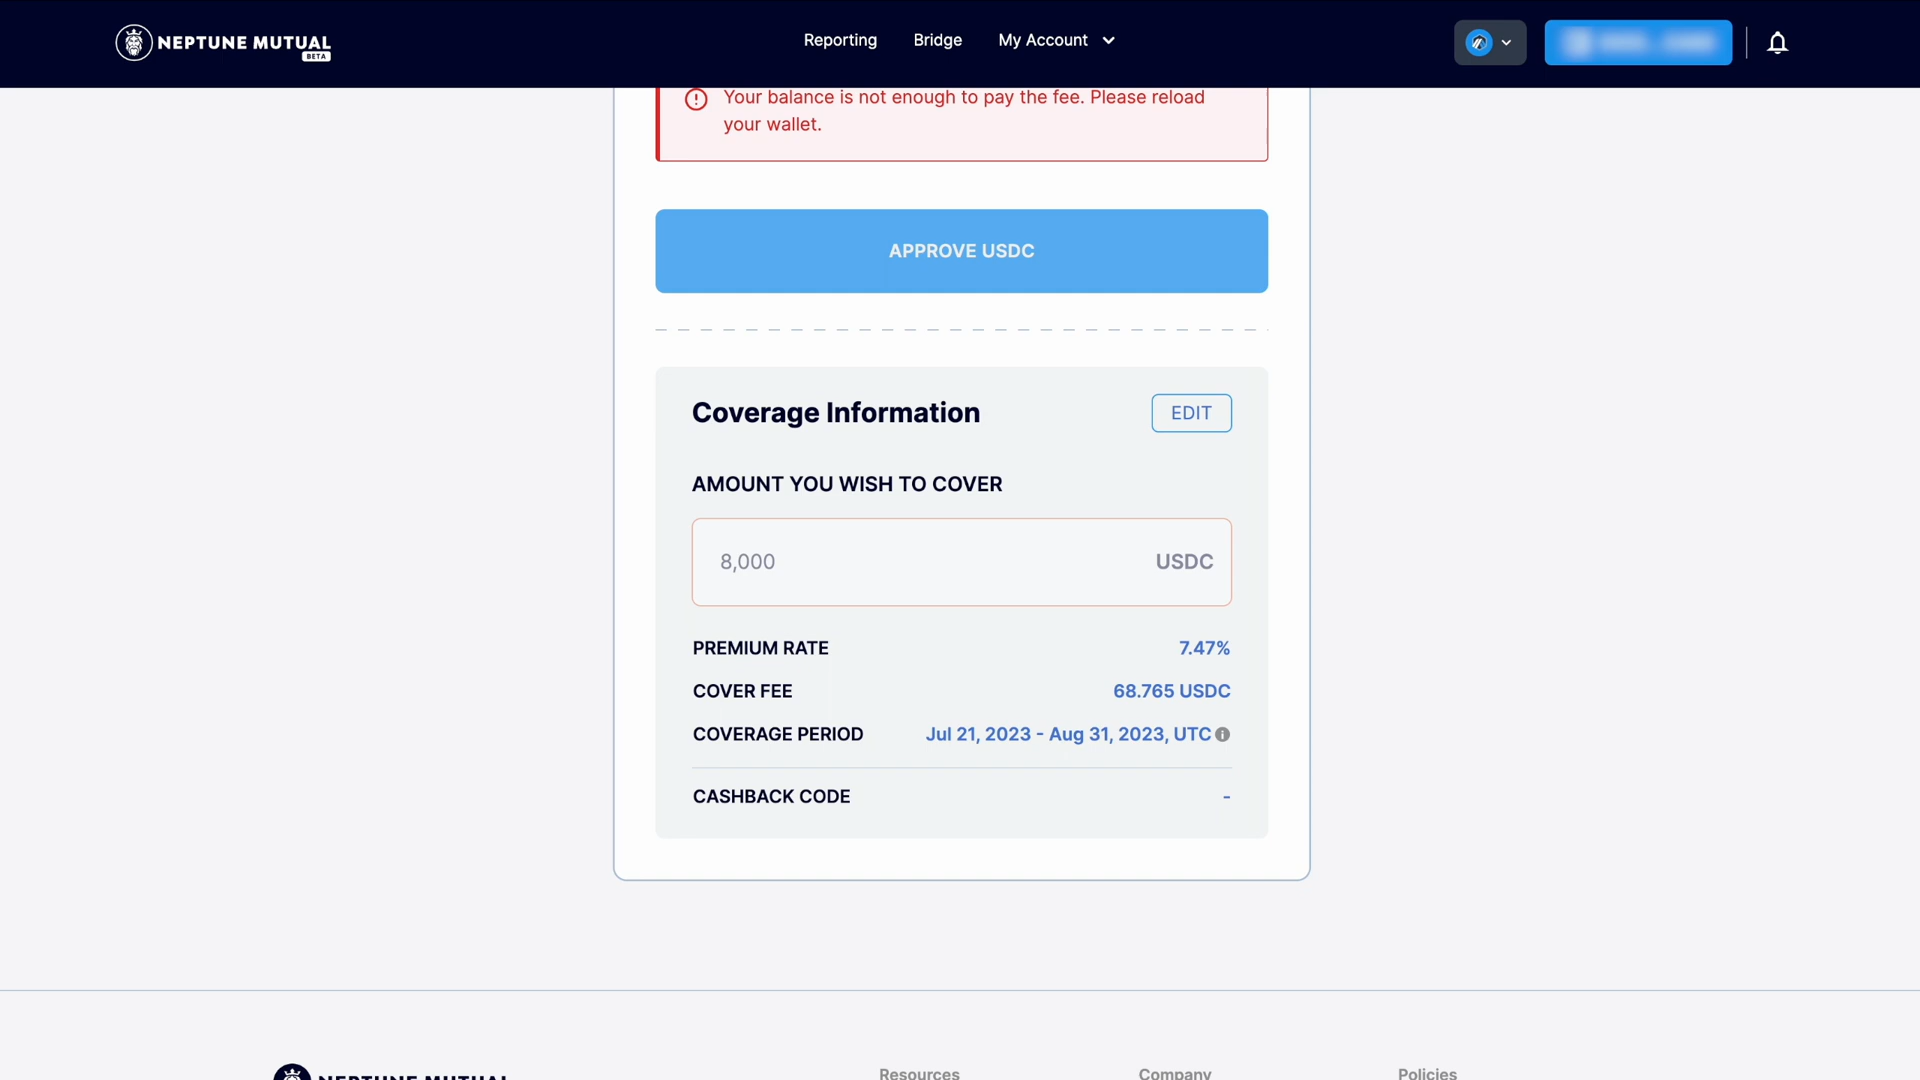 NEPTUNE MUTUAL
BETA
Reporting
Bridge
My Account
Your balance is not enough to pay the fee. Please reload
your wallet.
APPROVE USDC
Coverage Information
EDIT
AMOUNT YOU WISH TO COVER
8,000 USDC
PREMIUM RATE 7.47%
COVER FEE 68.765 USDC
COVERAGE PERIOD Jul 21, 2023 - Aug 31, 2023, UTC
CASHBACK CODE -
NEPTUNE MUTUAL
Resources
Company
Policies